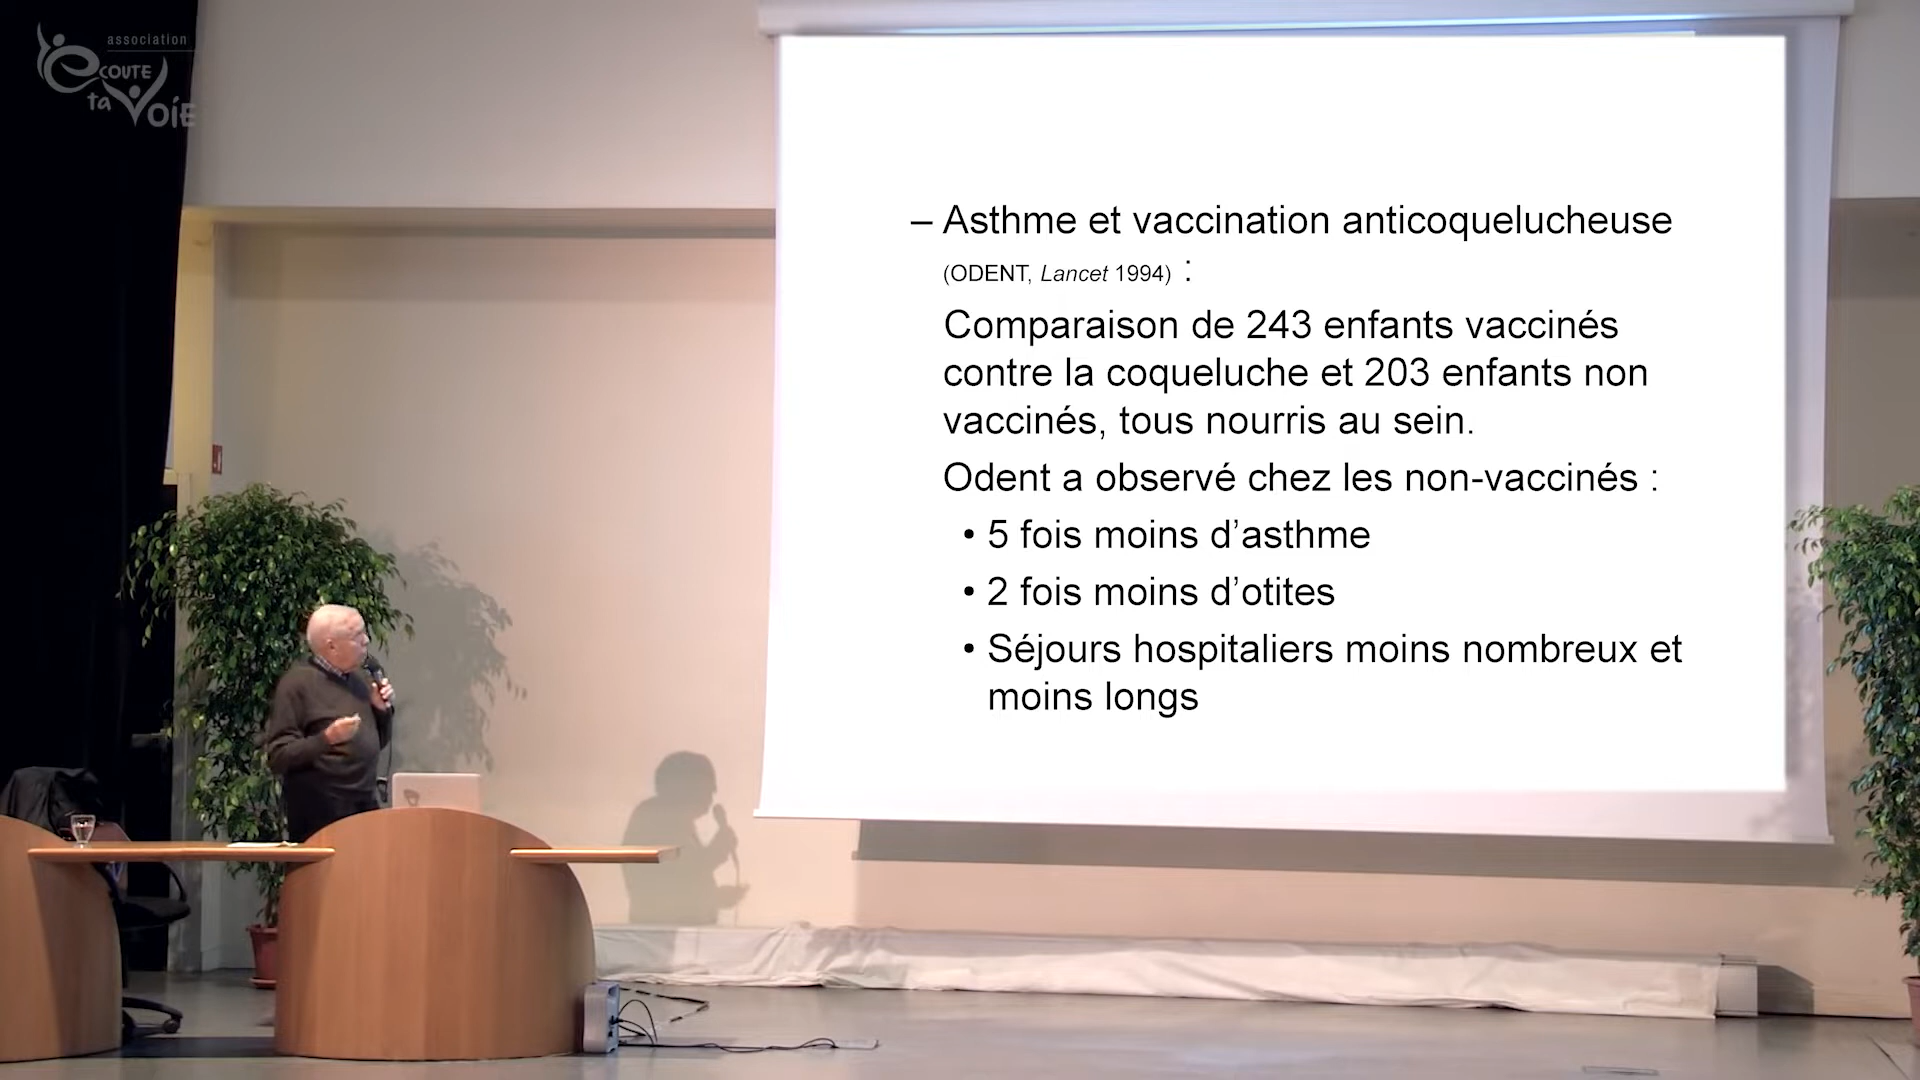 association
écoute
ta Voie
– Asthme et vaccination anticoquelucheuse
(ODENT, Lancet 1994) :
Comparaison de 243 enfants vaccinés
contre la coqueluche et 203 enfants non
vaccinés, tous nourris au sein.
Odent a observé chez les non-vaccinés :
• 5 fois moins d’asthme
• 2 fois moins d’otites
• Séjours hospitaliers moins nombreux et
moins longs